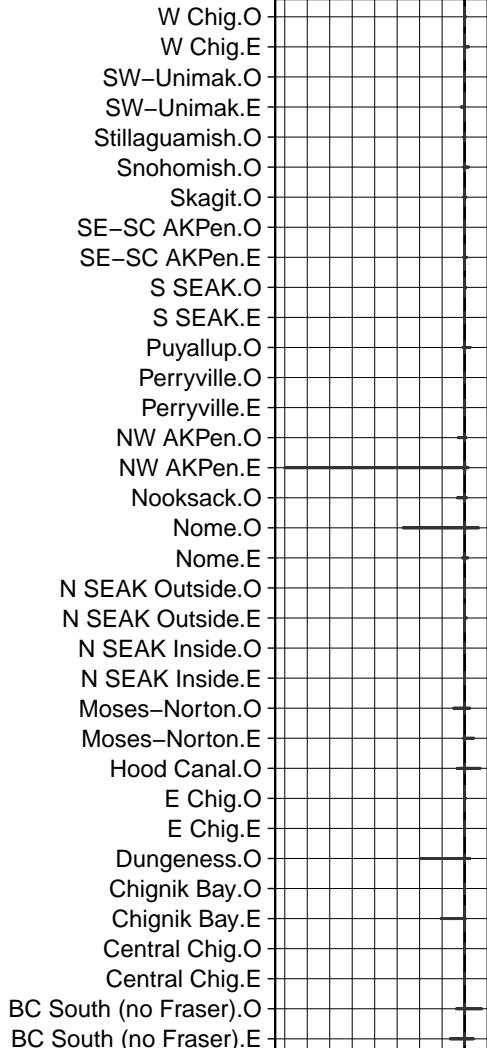 W Chig.O
W Chig.E
SW−Unimak.O
SW−Unimak.E
Stillaguamish.O
Snohomish.O
Skagit.O
SE−SC AKPen.O
SE−SC AKPen.E
S SEAK.O
S SEAK.E
Puyallup.O
Perryville.O
Perryville.E
NW AKPen.O
NW AKPen.E
Nooksack.O
Nome.O
Nome.E
N SEAK Outside.O
N SEAK Outside.E
N SEAK Inside.O
N SEAK Inside.E
Moses−Norton.O
Moses−Norton.E
Hood Canal.O
E Chig.O
E Chig.E
Dungeness.O
Chignik Bay.O
Chignik Bay.E
Central Chig.O
Central Chig.E
BC South (no Fraser).O
BC South (no Fraser).E